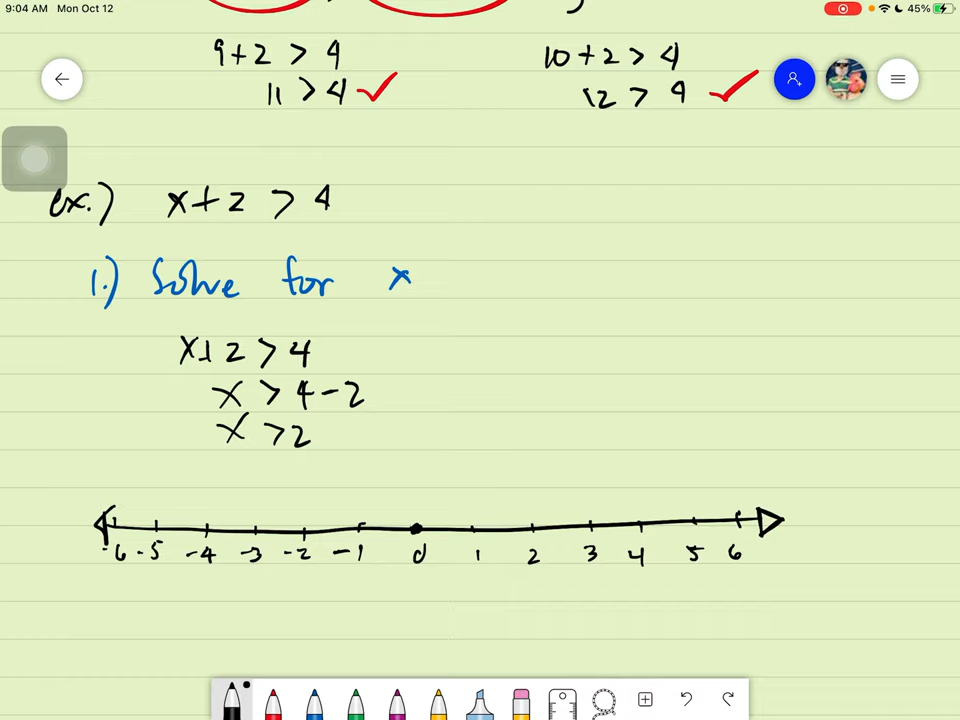 9:04 AM Mon Oct 12
45%
9+2 > 4
10+2 > 4
11 > 4
12 > 4
ex.) x+2 > 4
1.) Solve for x
x+2 > 4
x > 4-2
x > 2
-6 -5 -4 -3 -2 -1 0 1 2 3 4 5 6